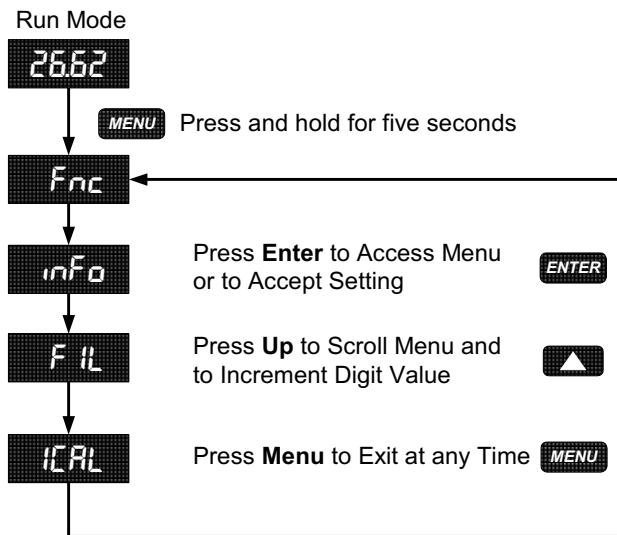 Run Mode
26.62
MENU Press and hold for five seconds
Fnc
inFo
Press Enter to Access Menu
or to Accept Setting
ENTER
FIL
Press Up to Scroll Menu and
to Increment Digit Value
ICAL
Press Menu to Exit at any Time MENU